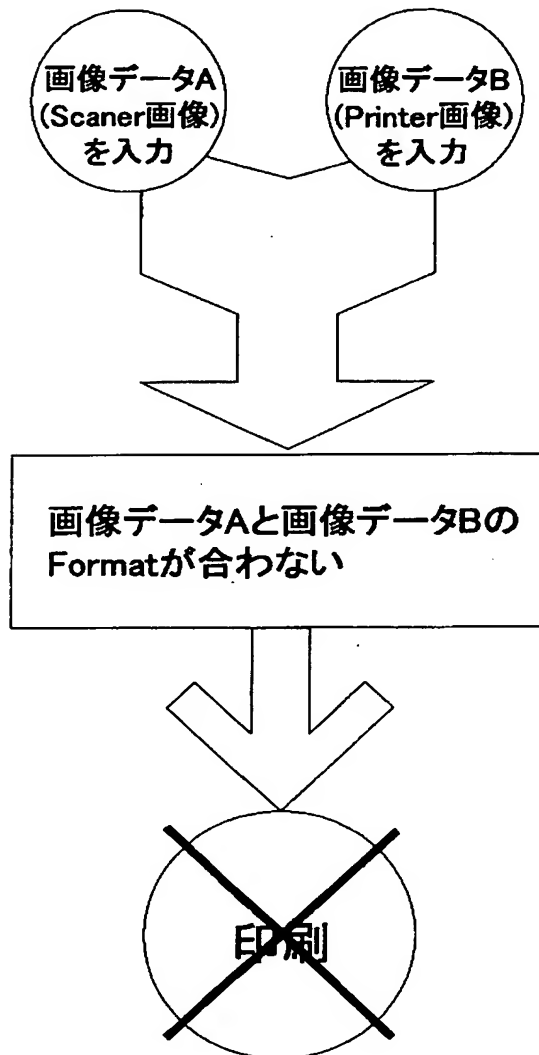 画像データA
(Scaner画像)
を入力
画像データB
(Printer画像)
を入力
画像データAと画像データBの
Formatが合わない
印刷